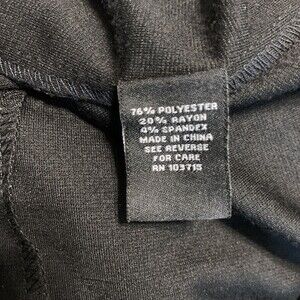 76% POLYESTER
20% RAYON
4% SPANDEX
MADE IN CHINA
SEE REVERSE
FOR CARE
RN 103715